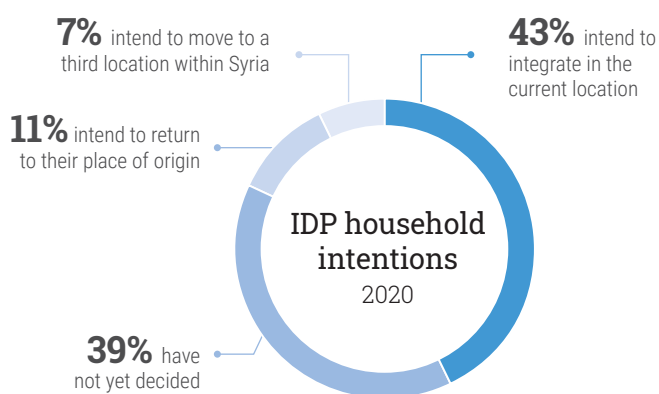 7% intend to move to a
third location within Syria
43% intend to
integrate in the
current location
11% intend to return
to their place of origin
IDP household
intentions
2020
39% have
not yet decided